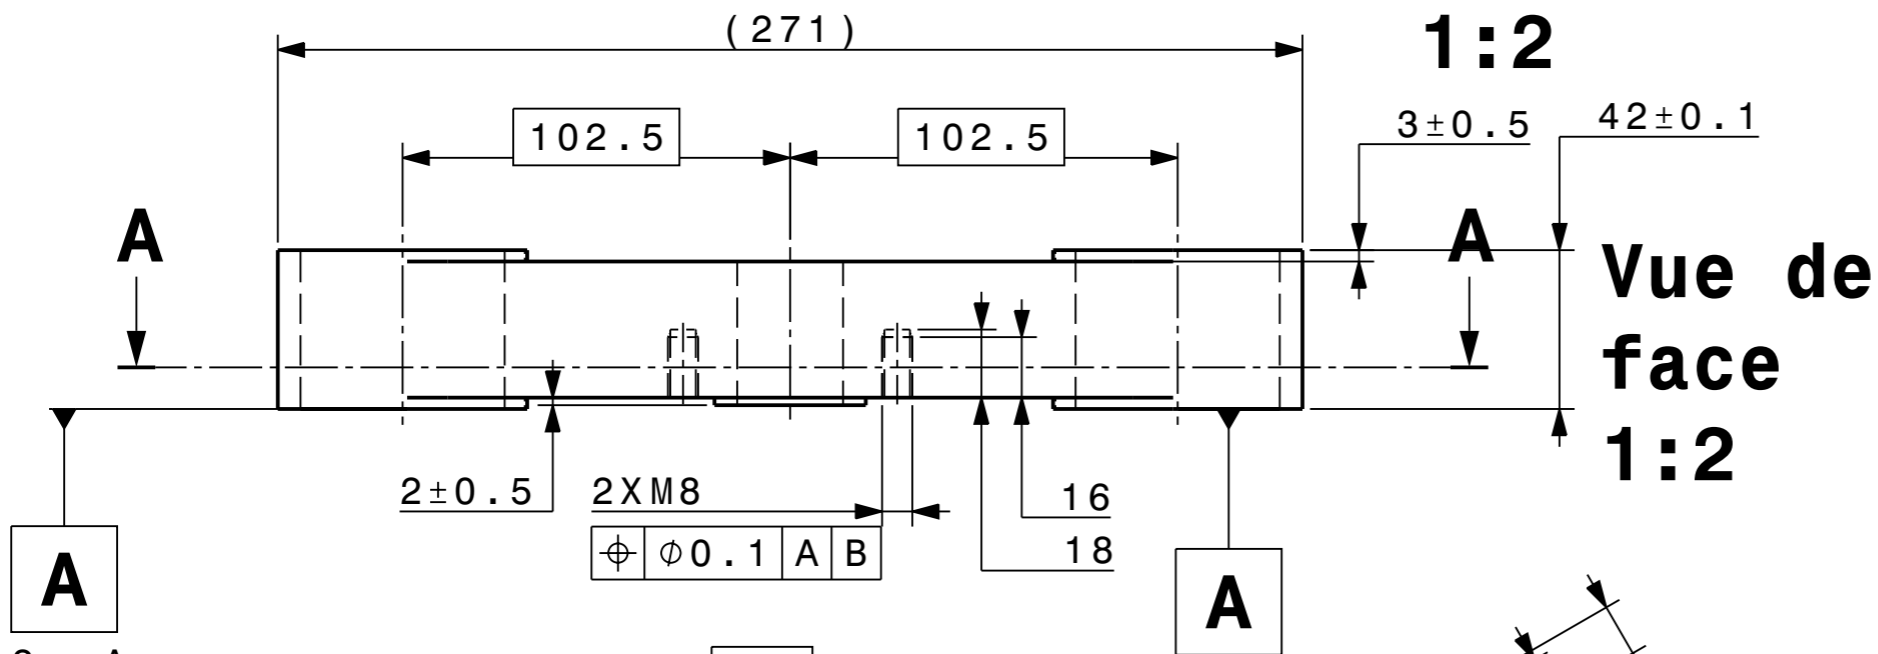 (271)
1:2
102.5
102.5
3±0.5
42±0.1
A
A
Vue de
face
1:2
2±0.5
2XM8
16
⌖ ⌀0.1 A B
18
A
A